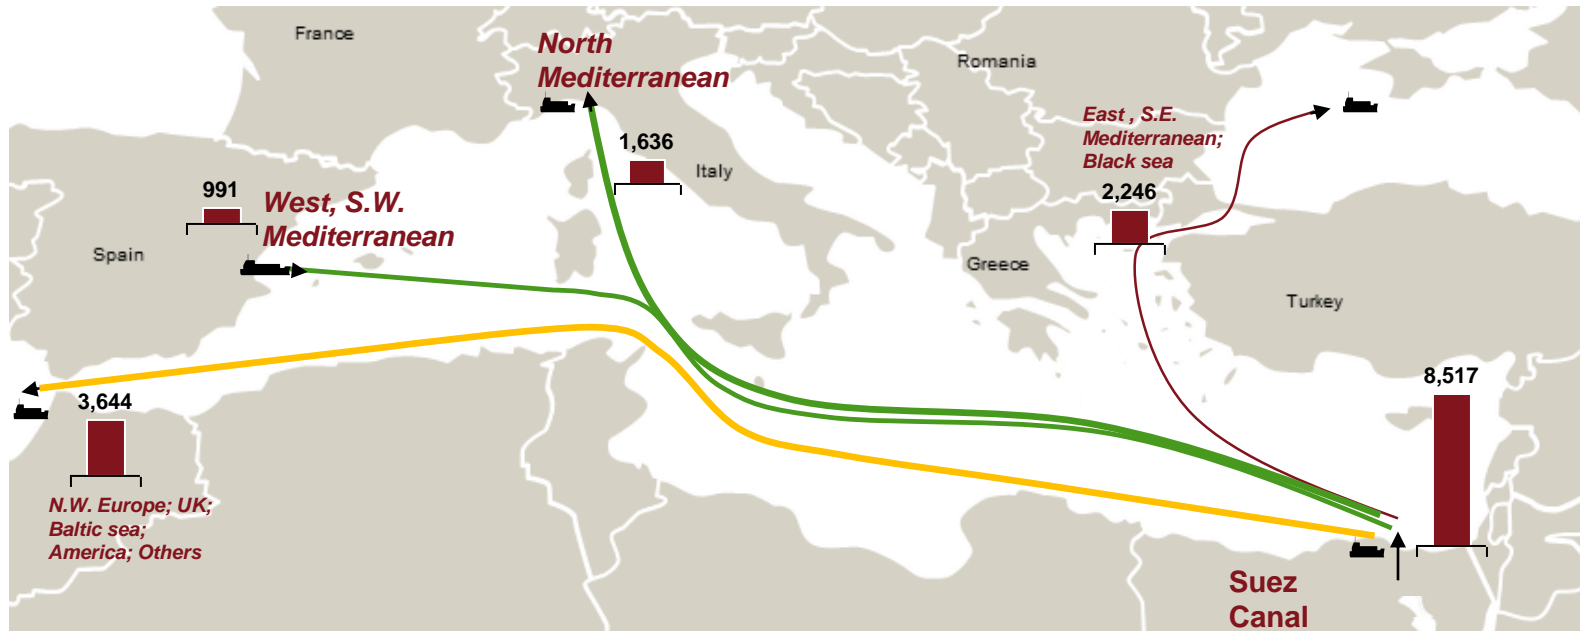 France
North
Mediterranean
Romania
East , S.E.
Mediterranean;
Black sea
1,636
Italy
991
West, S.W.
Mediterranean
2,246
Spain
Greece
Turkey
8,517
3,644
N.W. Europe; UK;
Baltic sea;
America; Others
Suez
Canal